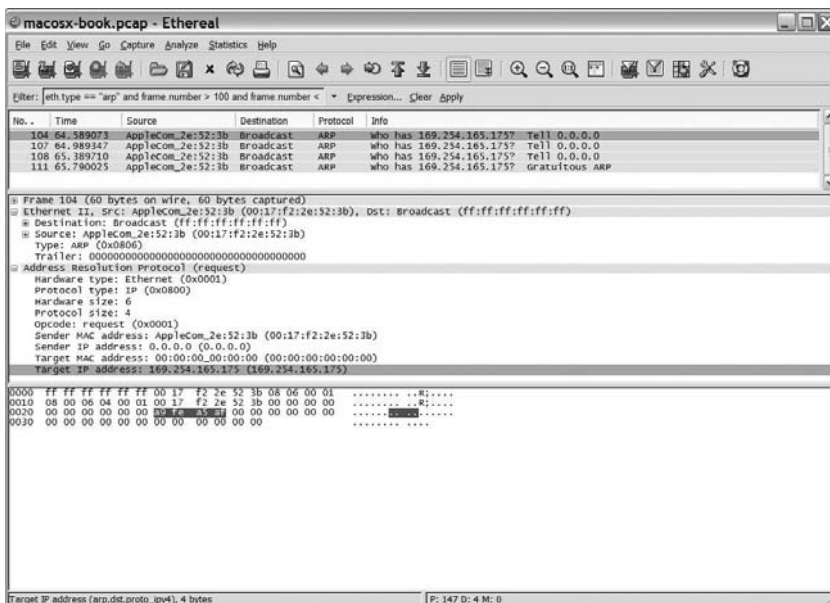 macosx-book.pcap - Ethereal
File Edit View Go Capture Analyze Statistics Help
Filter: eth.type == "arp" and frame.number > 100 and frame.number < Expression... Clear Apply
No. . Time Source Destination Protocol Info
104 64.589073 AppleCom_2e:52:3b Broadcast ARP who has 169.254.165.175? Tell 0.0.0.0
107 64.989347 AppleCom_2e:52:3b Broadcast ARP who has 169.254.165.175? Tell 0.0.0.0
108 65.389710 AppleCom_2e:52:3b Broadcast ARP who has 169.254.165.175? Tell 0.0.0.0
111 65.790025 AppleCom_2e:52:3b Broadcast ARP who has 169.254.165.175? Gratuitous ARP
Frame 104 (60 bytes on wire, 60 bytes captured)
Ethernet II, Src: AppleCom_2e:52:3b (00:17:f2:2e:52:3b), Dst: Broadcast (ff:ff:ff:ff:ff:ff)
Destination: Broadcast (ff:ff:ff:ff:ff:ff)
Source: AppleCom_2e:52:3b (00:17:f2:2e:52:3b)
Type: ARP (0x0806)
Trailer: 000000000000000000000000000000000000
Address Resolution Protocol (request)
Hardware type: Ethernet (0x0001)
Protocol type: IP (0x0800)
Hardware size: 6
Protocol size: 4
Opcode: request (0x0001)
Sender MAC address: AppleCom_2e:52:3b (00:17:f2:2e:52:3b)
Sender IP address: 0.0.0.0 (0.0.0.0)
Target MAC address: 00:00:00_00:00:00 (00:00:00:00:00:00)
Target IP address: 169.254.165.175 (169.254.165.175)
0000 ff ff ff ff ff ff 00 17 f2 2e 52 3b 08 06 00 01 ........ ..R;....
0010 08 00 06 04 00 01 00 17 f2 2e 52 3b 00 00 00 00 ........ ..R;....
0020 00 00 00 00 00 00 a9 fe a5 af 00 00 00 00 00 00 ........ ........
0030 00 00 00 00 00 00 00 00 00 00 00 00 ........ ....
Target IP address (arp.dst.proto_ipv4), 4 bytes P: 147 D: 4 M: 0